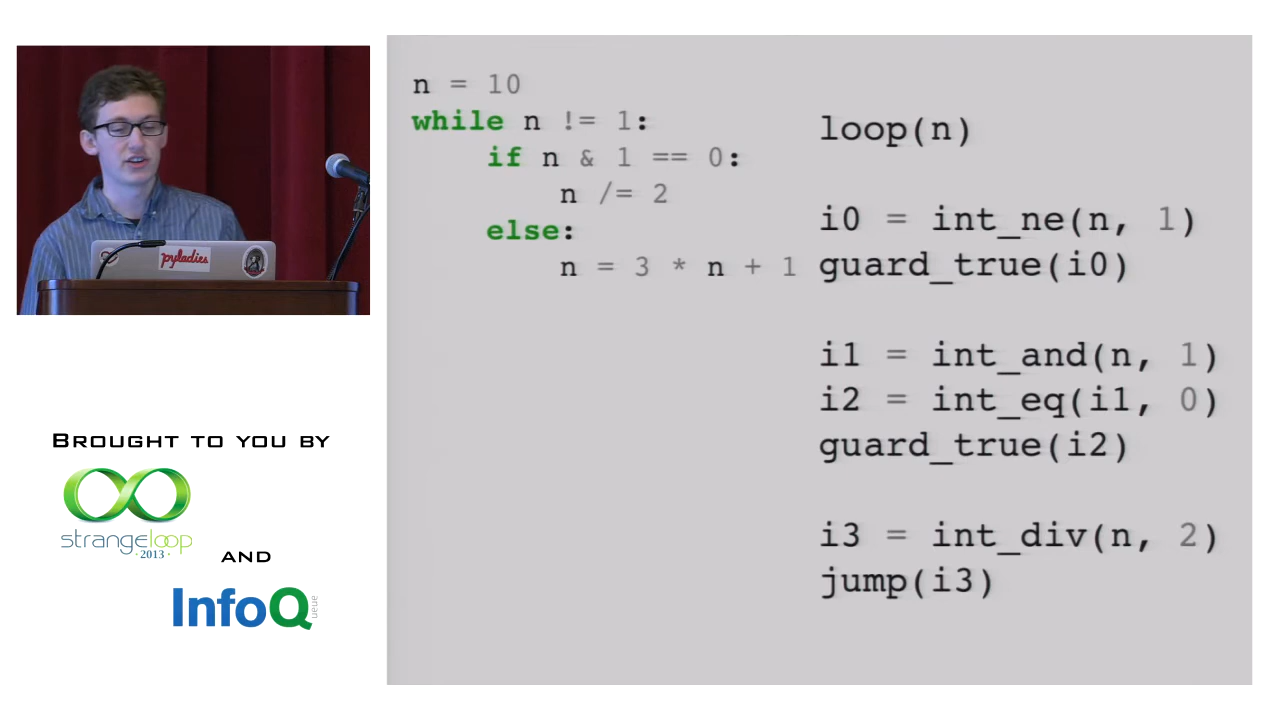 n = 10
while n != 1:
    if n & 1 == 0:
        n /= 2
    else:
        n = 3 * n + 1
loop(n)
i0 = int_ne(n, 1)
guard_true(i0)
i1 = int_and(n, 1)
i2 = int_eq(i1, 0)
guard_true(i2)
i3 = int_div(n, 2)
jump(i3)
pyladies
BROUGHT TO YOU BY
strangeloop
·2013·
AND
InfoQ
queue